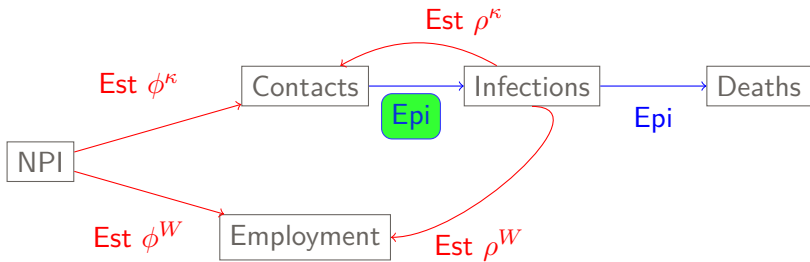 Est ρ^κ
Est φ^κ
Contacts
Infections
Deaths
Epi
Epi
NPI
Est φ^W
Employment
Est ρ^W